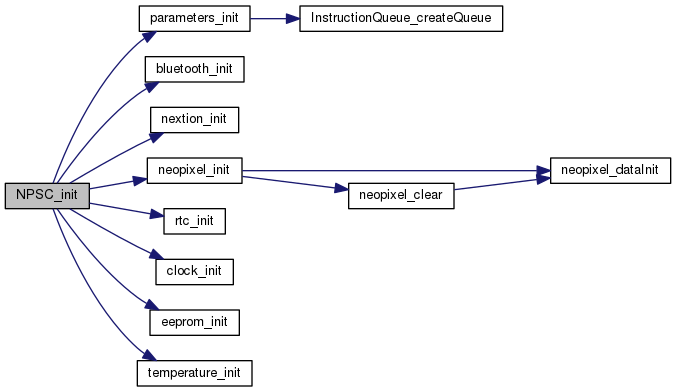 NPSC_init
parameters_init
InstructionQueue_createQueue
bluetooth_init
nextion_init
neopixel_init
neopixel_dataInit
neopixel_clear
rtc_init
clock_init
eeprom_init
temperature_init